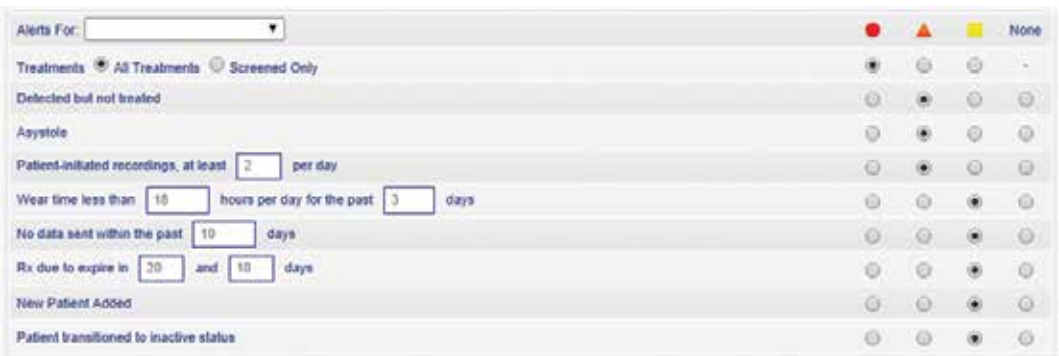 Alerts For: None
Treatments All Treatments Screened Only -
Detected but not treated
Asystole
Patient-initiated recordings, at least 2 per day
Wear time less than hours per day for the past 3 days
No data sent within the past 10 days
Rx due to expire in and 10 days
New Patient Added
Patient transitioned to inactive status